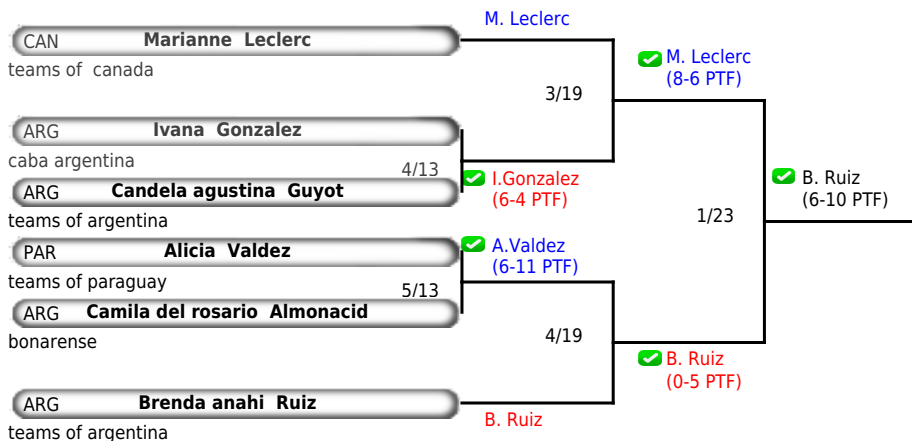 M. Leclerc
CAN Marianne Leclerc
teams of canada
M. Leclerc
(8-6 PTF)
3/19
ARG Ivana Gonzalez
caba argentina
4/13
ARG Candela agustina Guyot
teams of argentina
I.Gonzalez
(6-4 PTF)
B. Ruiz
(6-10 PTF)
1/23
PAR Alicia Valdez
teams of paraguay
A.Valdez
(6-11 PTF)
5/13
ARG Camila del rosario Almonacid
bonarense
4/19
B. Ruiz
(0-5 PTF)
ARG Brenda anahi Ruiz
teams of argentina
B. Ruiz